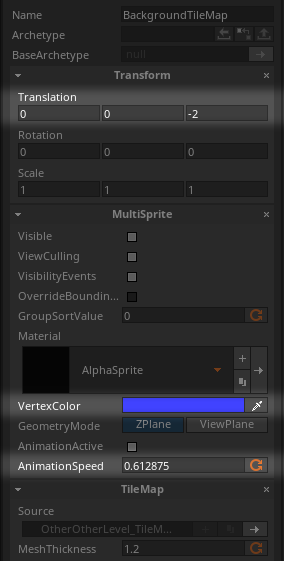 Name BackgroundTileMap
Archetype
BaseArchetype null
Transform
Translation
0 0 -2
Rotation
0 0 0
Scale
1 1 1
MultiSprite
Visible
ViewCulling
VisibilityEvents
OverrideBoundin...
GroupSortValue 0
Material
AlphaSprite
VertexColor
GeometryMode ZPlane ViewPlane
AnimationActive
AnimationSpeed 0.612875
TileMap
Source
OtherOtherLevel_TileM...
MeshThickness 1.2